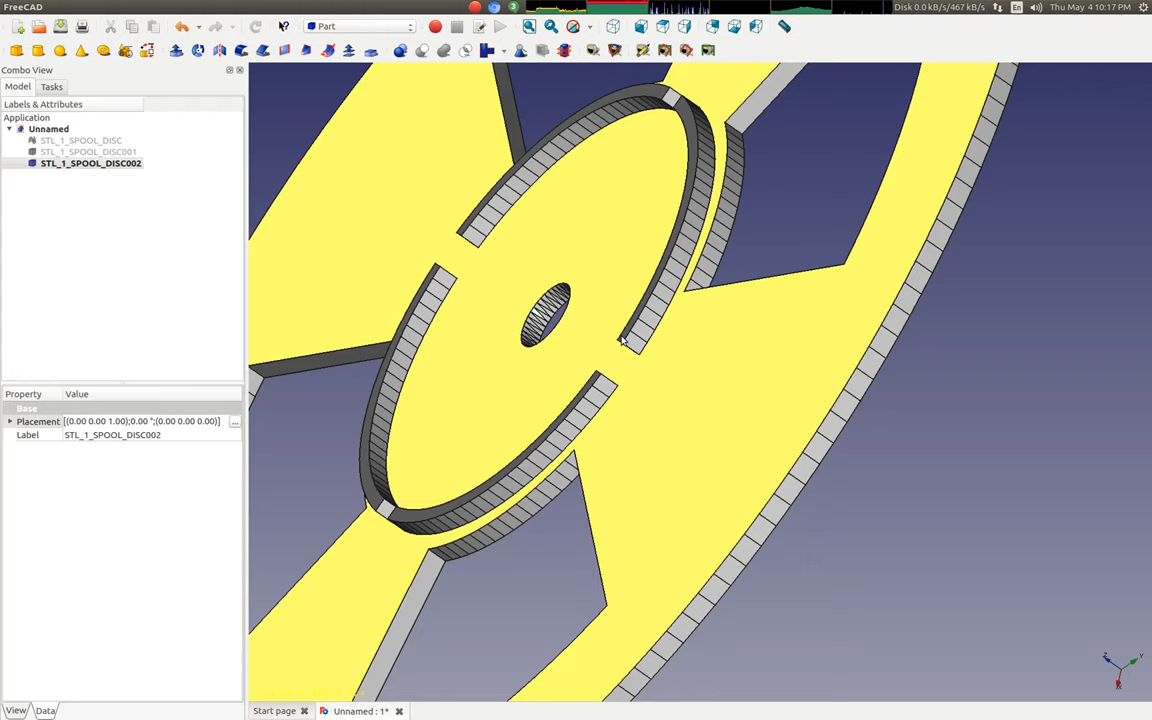 FreeCAD
3
Disk 0.0 kB/s/467 kB/s
En
Thu May 4 10:17 PM
Part
Combo View
Model
Tasks
Labels & Attributes
Application
Unnamed
STL_1_SPOOL_DISC
STL_1_SPOOL_DISC001
STL_1_SPOOL_DISC002
Property
Value
Base
Placement
[(0.00 0.00 1.00);0.00 °;(0.00 0.00 0.00)]
...
Label
STL_1_SPOOL_DISC002
View
Data
Start page
Unnamed : 1*
Z
Y